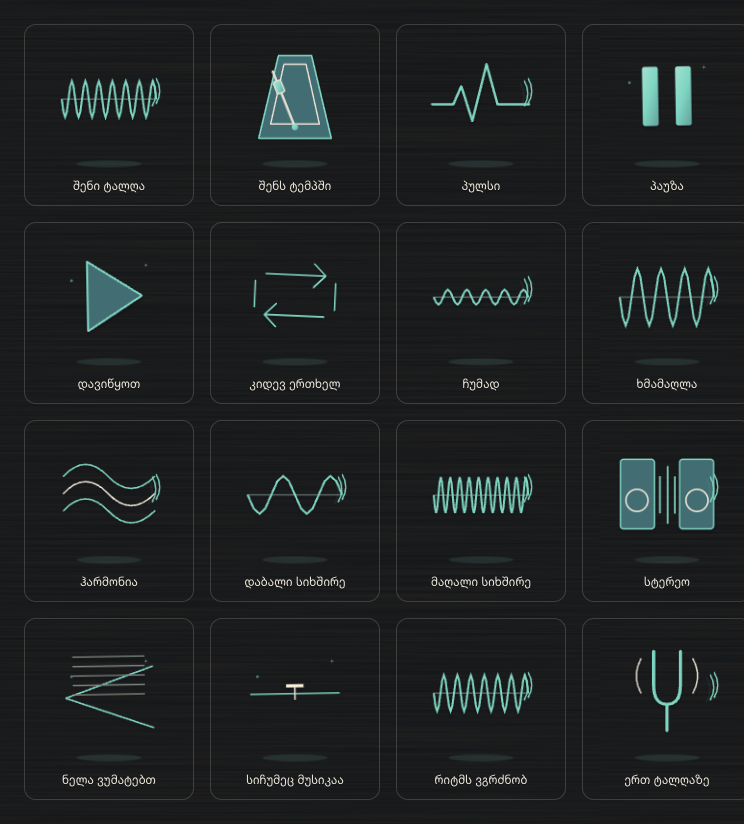 შენი ტალღა
შენს ტემპში
პულსი
პაუზა
დავიწყოთ
კიდევ ერთხელ
ჩუმად
ხმამაღლა
ჰარმონია
დაბალი სიხშირე
მაღალი სიხშირე
სტერეო
ნელა ვუმატებთ
სიჩუმეც მუსიკაა
რიტმს ვგრძნობ
ერთ ტალღაზე